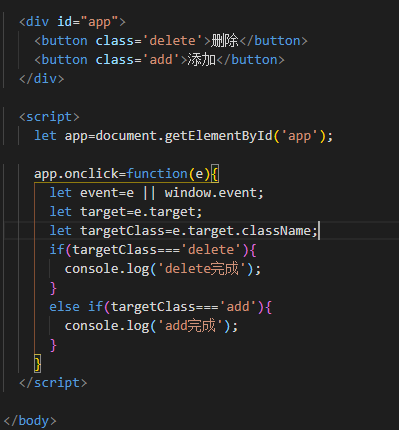 <div id="app">
<button class='delete'>删除</button>
<button class='add'>添加</button>
</div>
<script>
let app=document.getElementById('app');
app.onclick=function(e){
let event=e || window.event;
let target=e.target;
let targetClass=e.target.className;
if(targetClass==='delete'){
console.log('delete完成');
}
else if(targetClass==='add'){
console.log('add完成');
}
}
</script>
</body>